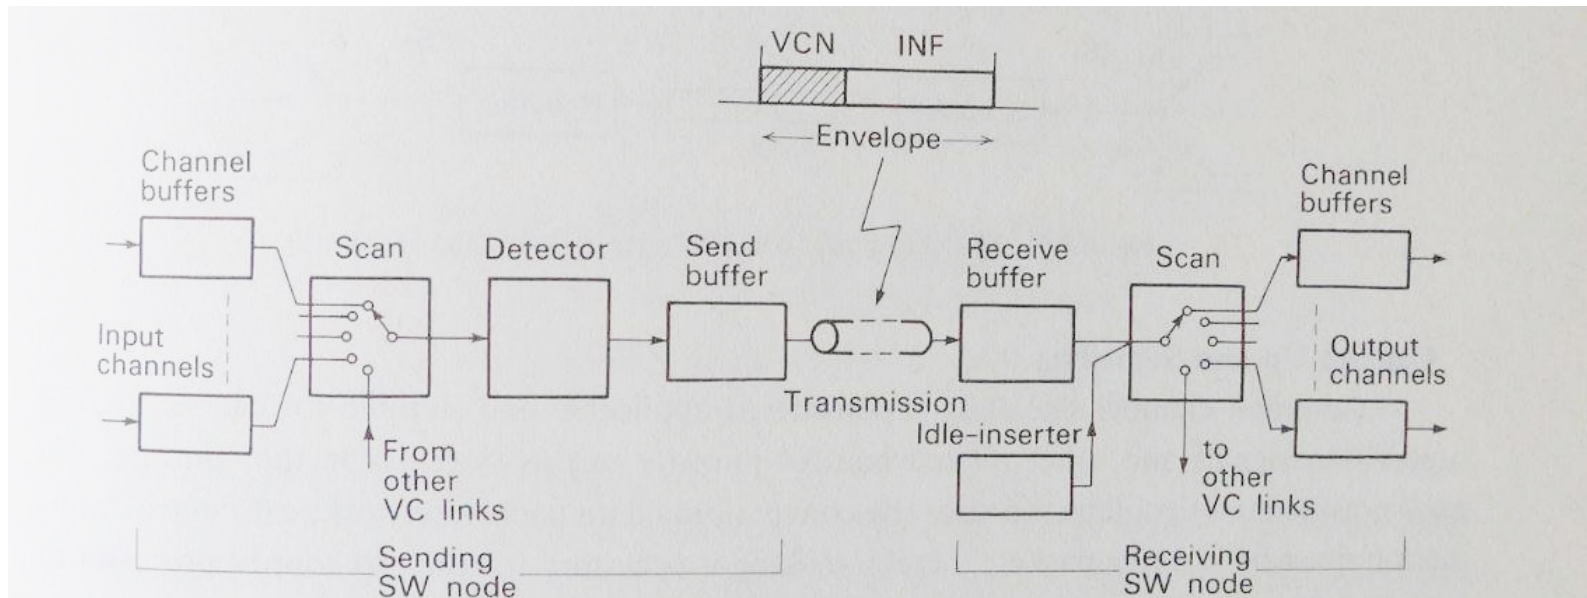 VCN INF
Envelope
Channel
buffers
Scan
Detector
Send
buffer
Receive
buffer
Scan
Channel
buffers
Input
channels
Output
channels
Transmission
Idle-inserter
From
other
VC links
to
other
VC links
Sending
SW node
Receiving
SW node